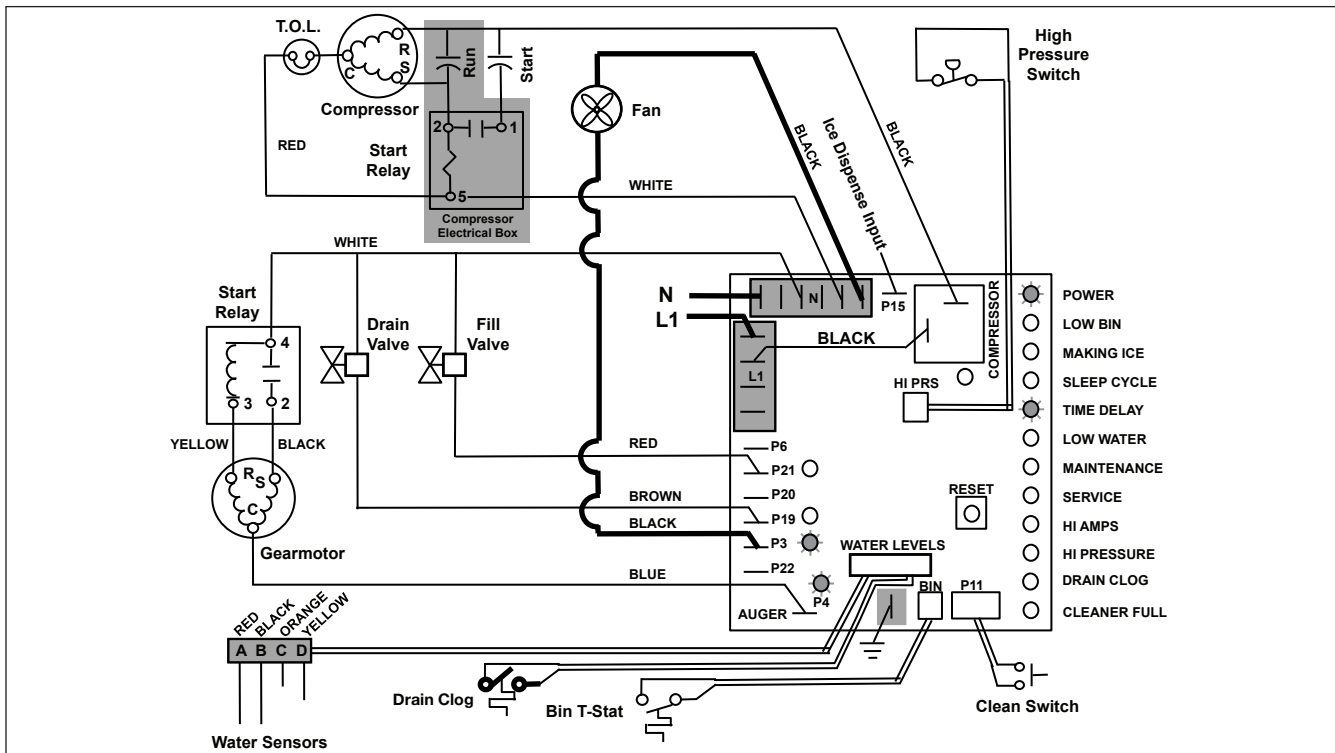 T.O.L.
R
S
C
Compressor
Run
Start
Fan
High
Pressure
Switch
BLACK
Ice Dispense Input
BLACK
RED
Start
Relay
2
1
5
Compressor
Electrical Box
WHITE
WHITE
N
L1
N
P15
COMPRESSOR
BLACK
L1
HI PRS
Start
Relay
4
3
2
Drain
Valve
Fill
Valve
YELLOW
BLACK
R
S
C
Gearmotor
RED
BROWN
BLACK
BLUE
P6
P21
P20
P19
P3
P22
P4
AUGER
RESET
WATER LEVELS
BIN
P11
POWER
LOW BIN
MAKING ICE
SLEEP CYCLE
TIME DELAY
LOW WATER
MAINTENANCE
SERVICE
HI AMPS
HI PRESSURE
DRAIN CLOG
CLEANER FULL
RED
BLACK
ORANGE
YELLOW
A B C D
Water Sensors
Drain Clog
Bin T-Stat
Clean Switch